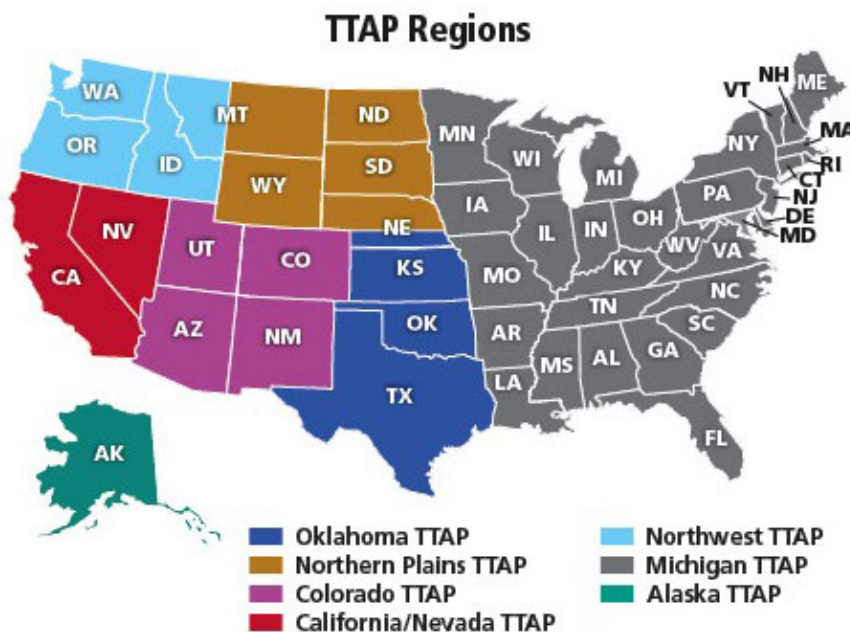 TTAP Regions
WA
OR
ID
MT
ND
SD
WY
NE
MN
WI
MI
IA
IL
IN
OH
PA
NY
VT
NH
ME
MA
RI
CT
NJ
DE
MD
WV
VA
KY
NC
TN
SC
MO
AR
LA
MS
AL
GA
FL
CA
NV
UT
CO
AZ
NM
KS
OK
TX
AK
Oklahoma TTAP
Northern Plains TTAP
Colorado TTAP
California/Nevada TTAP
Northwest TTAP
Michigan TTAP
Alaska TTAP